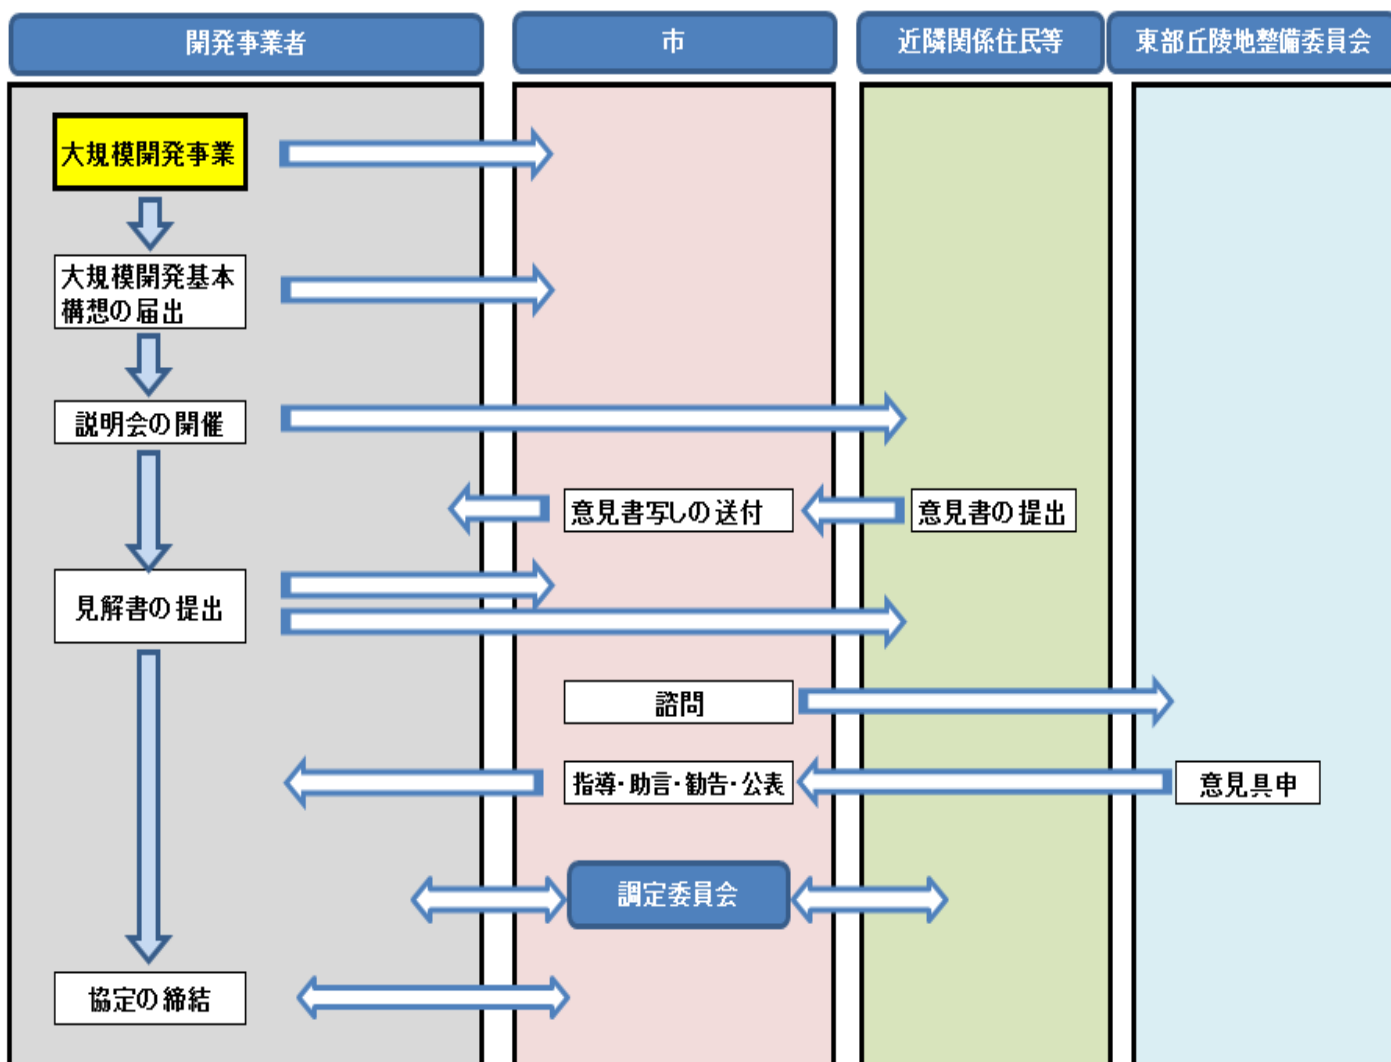 開発事業者
市
近隣関係住民等
東部丘陵地整備委員会
大規模開発事業
大規模開発基本
構想の届出
説明会の開催
意見書写しの送付
意見書の提出
見解書の提出
諮問
指導・助言・勧告・公表
意見具申
調定委員会
協定の締結